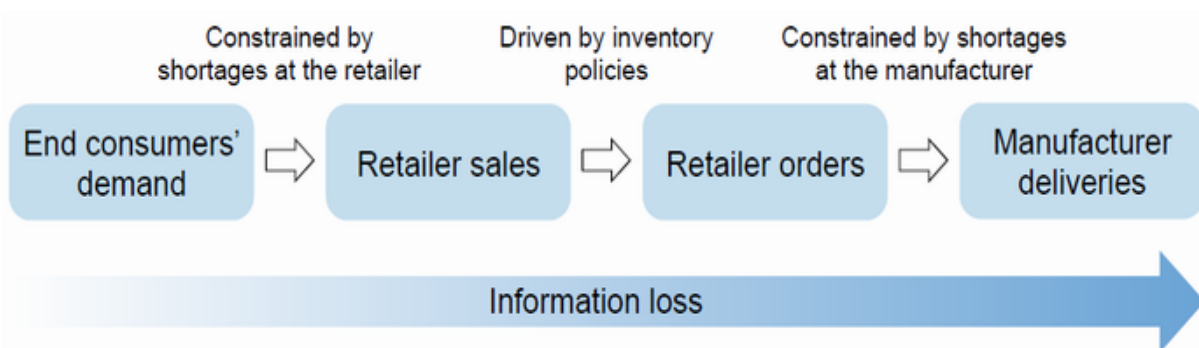 Constrained by
shortages at the retailer
Driven by inventory
policies
Constrained by shortages
at the manufacturer
End consumers’
demand
Retailer sales
Retailer orders
Manufacturer
deliveries
Information loss